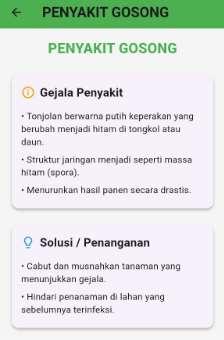 PENYAKIT GOSONG
PENYAKIT GOSONG
Gejala Penyakit
• Tonjolan berwarna putih keperakan yang
berubah menjadi hitam di tongkol atau
daun.
• Struktur jaringan menjadi seperti massa
hitam (spora).
• Menurunkan hasil panen secara drastis.
Solusi / Penanganan
• Cabut dan musnahkan tanaman yang
menunjukkan gejala.
• Hindari penanaman di lahan yang
sebelumnya terinfeksi.